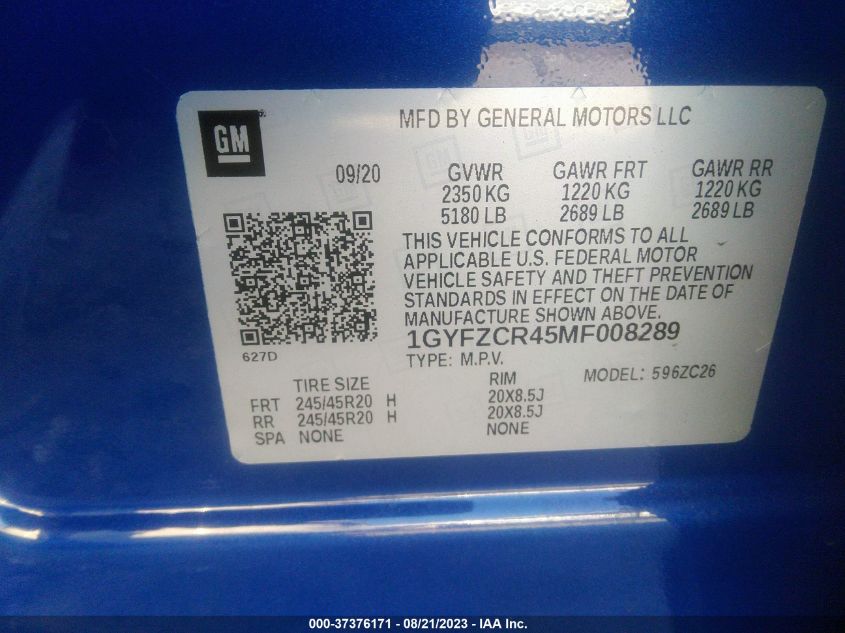 GM
MFD BY GENERAL MOTORS LLC
09/20 GVWR GAWR FRT GAWR RR
2350 KG 1220 KG 1220 KG
5180 LB 2689 LB 2689 LB
THIS VEHICLE CONFORMS TO ALL
APPLICABLE U.S. FEDERAL MOTOR
VEHICLE SAFETY AND THEFT PREVENTION
STANDARDS IN EFFECT ON THE DATE OF
MANUFACTURE SHOWN ABOVE.
1GYFZCR45MF008289
627D
TYPE: M.P.V.
TIRE SIZE RIM MODEL: 596ZC26
FRT 245/45R20 H 20X8.5J
RR 245/45R20 H 20X8.5J
SPA NONE NONE
000-37376171 - 08/21/2023 - IAA Inc.